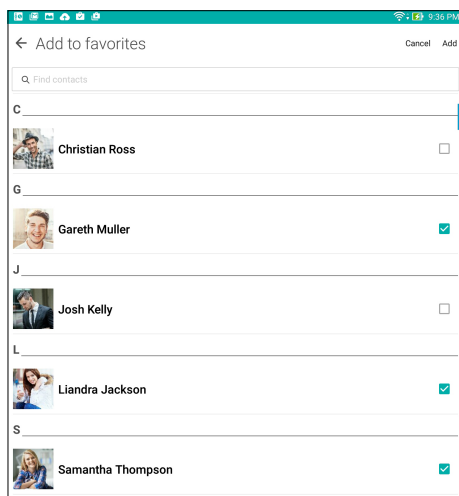 9:36 PM
Add to favorites
Cancel Add
Find contacts
C
Christian Ross
G
Gareth Muller
J
Josh Kelly
L
Liandra Jackson
S
Samantha Thompson